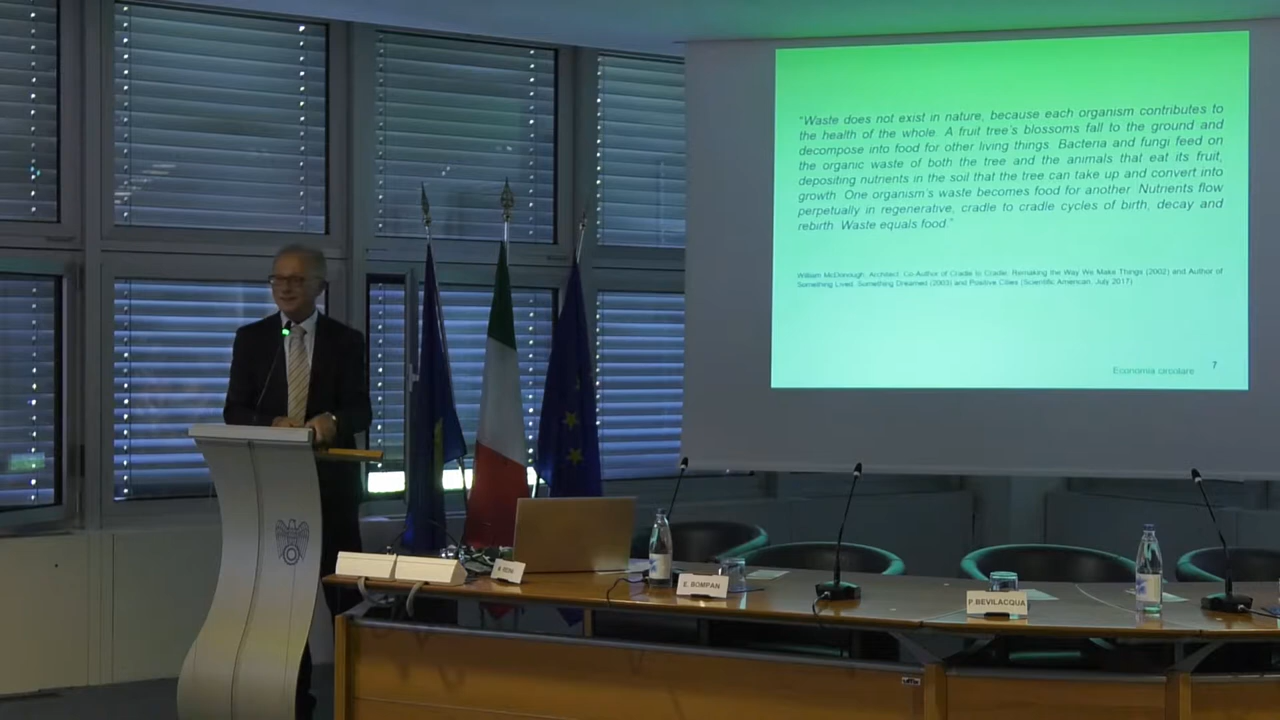 "Waste does not exist in nature, because each organism contributes to
the health of the whole. A fruit tree's blossoms fall to the ground and
decompose into food for other living things. Bacteria and fungi feed on
the organic waste of both the tree and the animals that eat its fruit,
depositing nutrients in the soil that the tree can take up and convert into
growth. One organism's waste becomes food for another. Nutrients flow
perpetually in regenerative, cradle to cradle cycles of birth, decay and
rebirth. Waste equals food."
William McDonough, Architect, Co-Author of Cradle to Cradle: Remaking the Way We Make Things (2002) and Author of
Something Lived, Something Dreamed (2003) and Positive Cities (Scientific American, July 2017)
Economia circolare 7
E. BOMPAN
P. BEVILACQUA